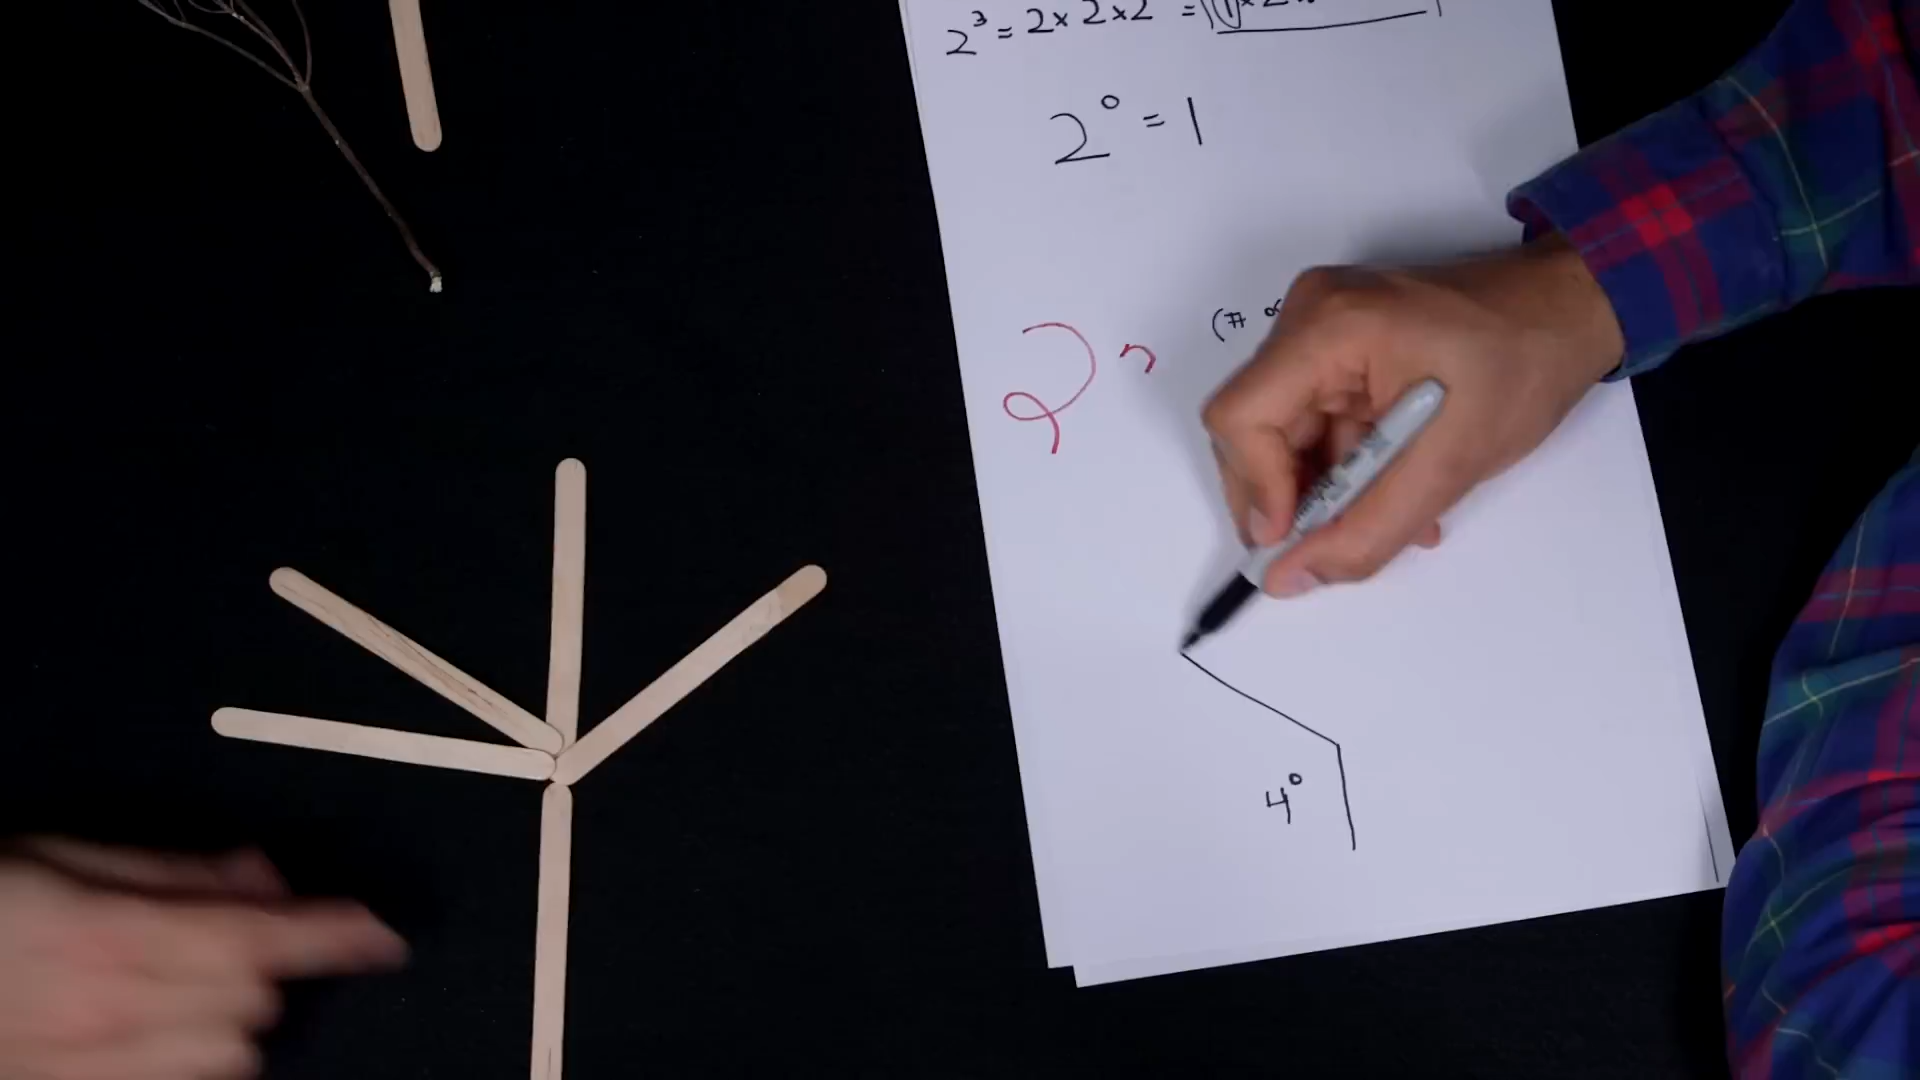 2³ = 2 × 2 × 2 =
2⁰ = 1
2ⁿ (#
4⁰